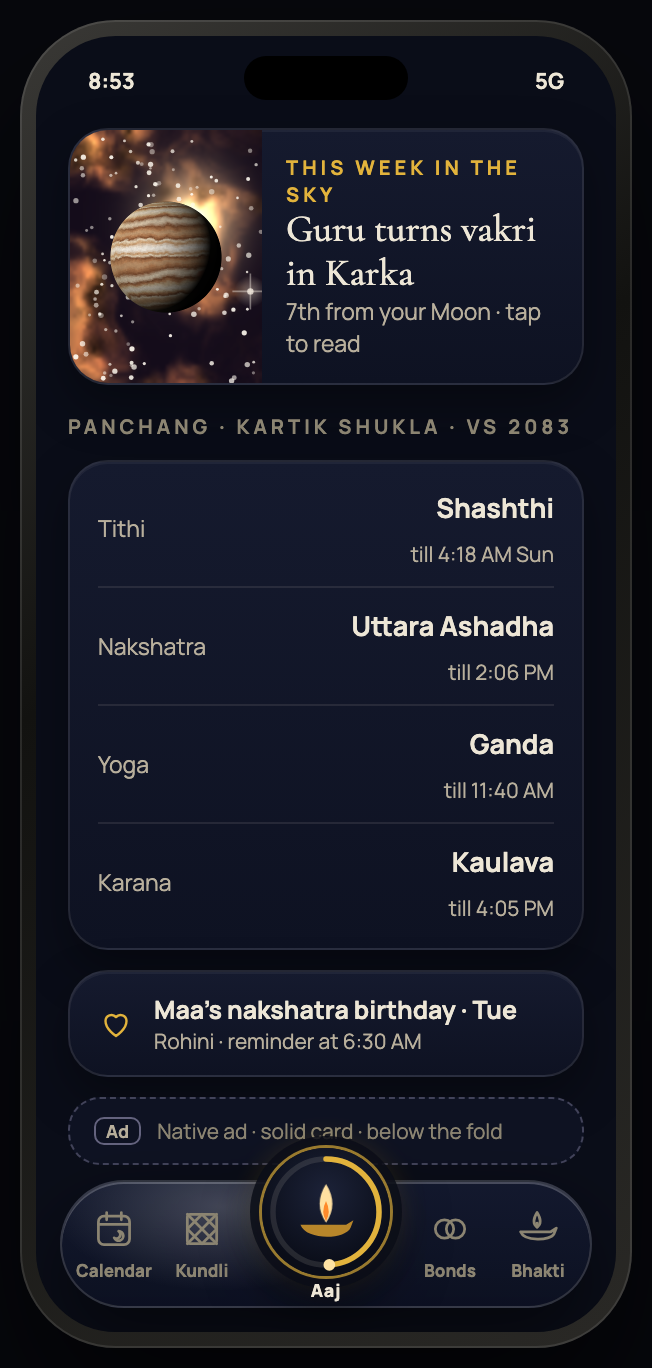 8:53
5G
THIS WEEK IN THE
SKY
Guru turns vakri
in Karka
7th from your Moon · tap
to read
PANCHANG · KARTIK SHUKLA · VS 2083
Tithi
Shashthi
till 4:18 AM Sun
Nakshatra
Uttara Ashadha
till 2:06 PM
Yoga
Ganda
till 11:40 AM
Karana
Kaulava
till 4:05 PM
Maa's nakshatra birthday · Tue
Rohini · reminder at 6:30 AM
Ad
Native ad · solid card · below the fold
Calendar
Kundli
Aaj
Bonds
Bhakti